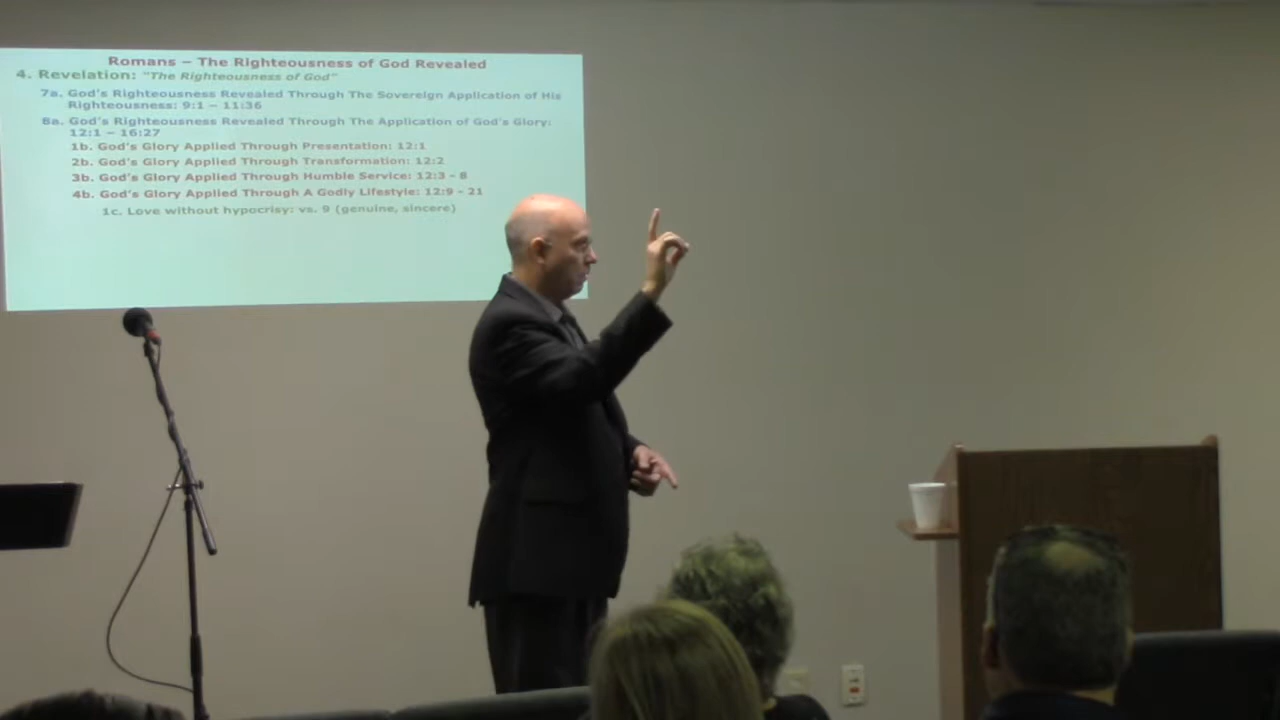 Romans – The Righteousness of God Revealed
4. Revelation: "The Righteousness of God"
7a. God's Righteousness Revealed Through The Sovereign Application of His
Righteousness: 9:1 – 11:36
8a. God's Righteousness Revealed Through The Application of God's Glory:
12:1 – 16:27
1b. God's Glory Applied Through Presentation: 12:1
2b. God's Glory Applied Through Transformation: 12:2
3b. God's Glory Applied Through Humble Service: 12:3 - 8
4b. God's Glory Applied Through A Godly Lifestyle: 12:9 - 21
1c. Love without hypocrisy: vs. 9 (genuine, sincere)